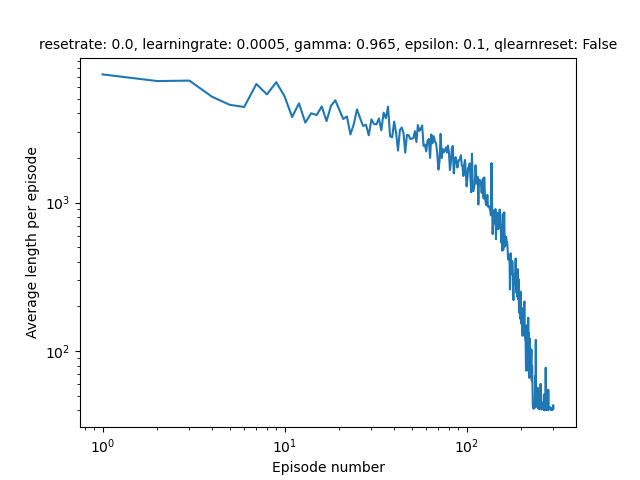 resetrate: 0.0, learningrate: 0.0005, gamma: 0.965, epsilon: 0.1, qlearnreset: False
Average length per episode
10³
10²
10⁰
10¹
10²
Episode number